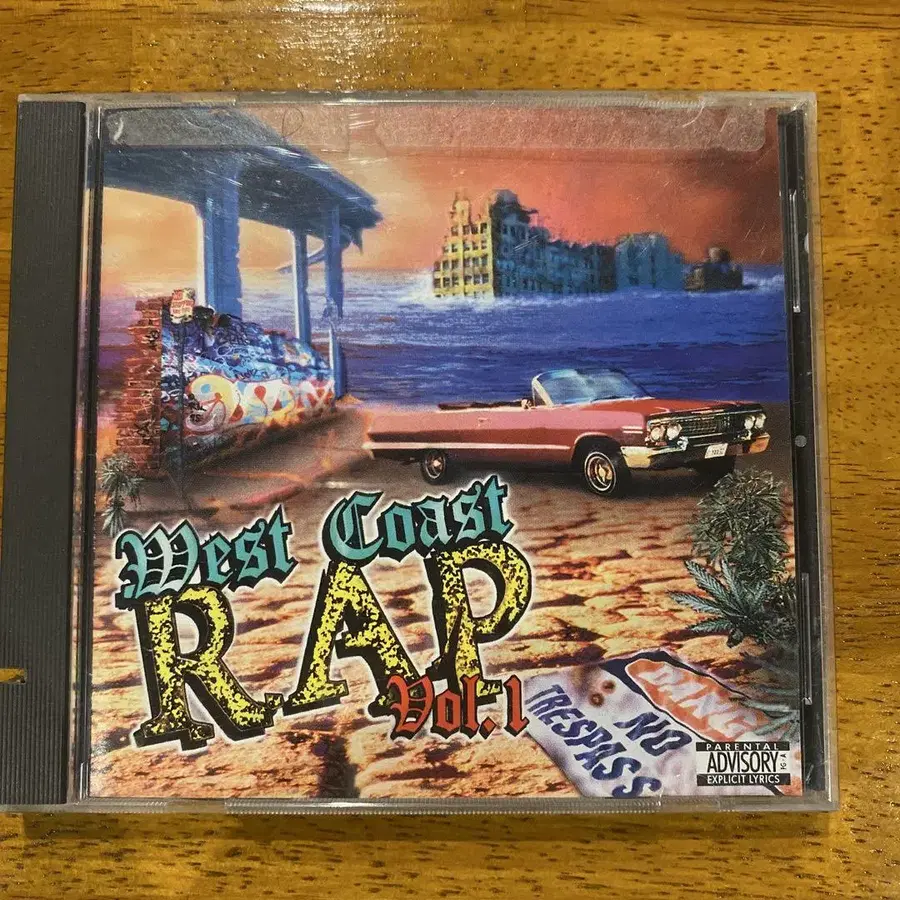 West Coast
RAP
Vol. 1
DANG
NO
TRESPASS
PARENTAL
ADVISORY
EXPLICIT LYRICS